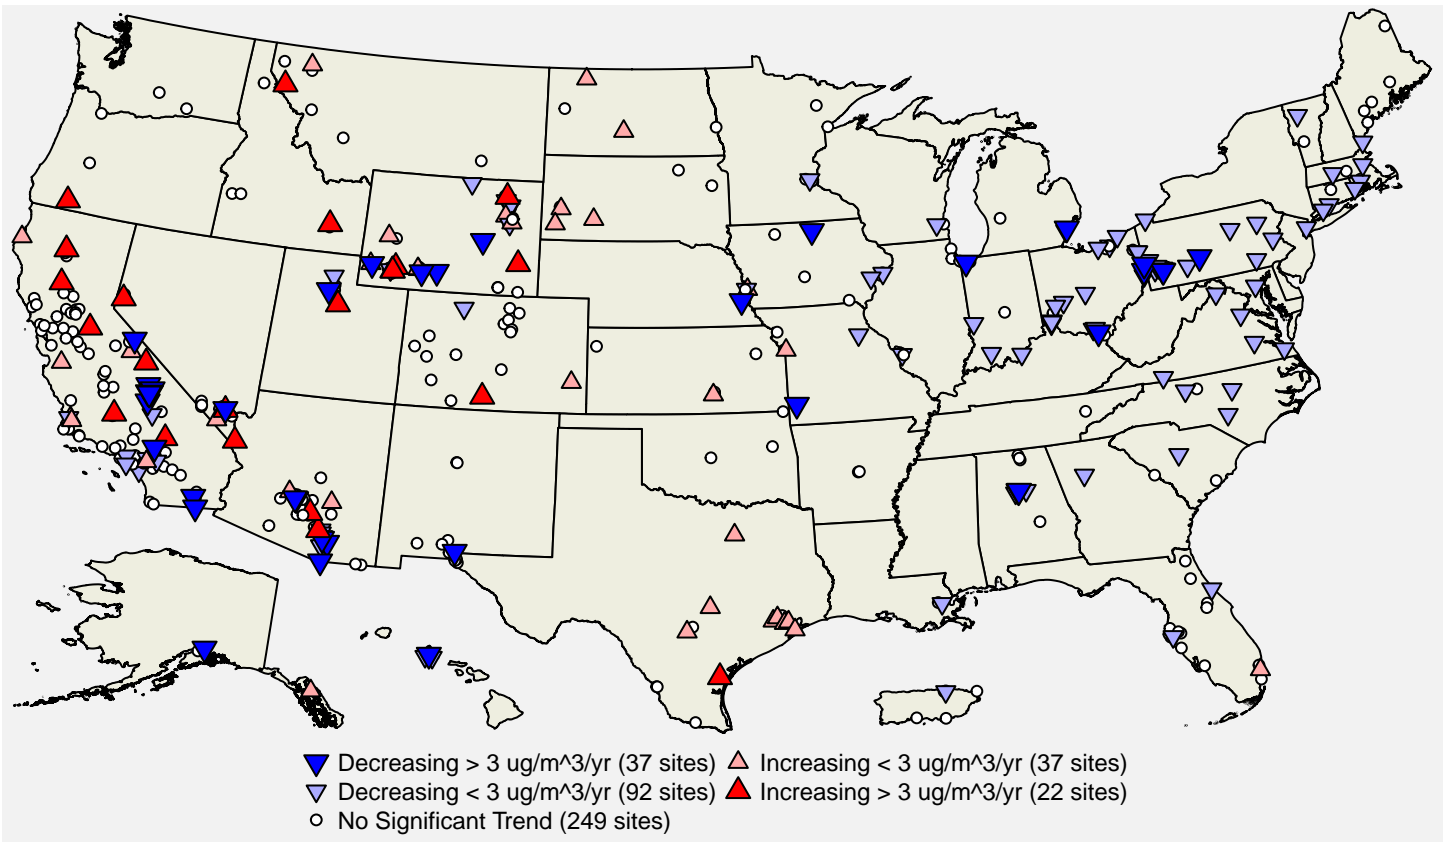 Decreasing > 3 ug/m^3/yr (37 sites) Increasing < 3 ug/m^3/yr (37 sites)
Decreasing < 3 ug/m^3/yr (92 sites) Increasing > 3 ug/m^3/yr (22 sites)
No Significant Trend (249 sites)